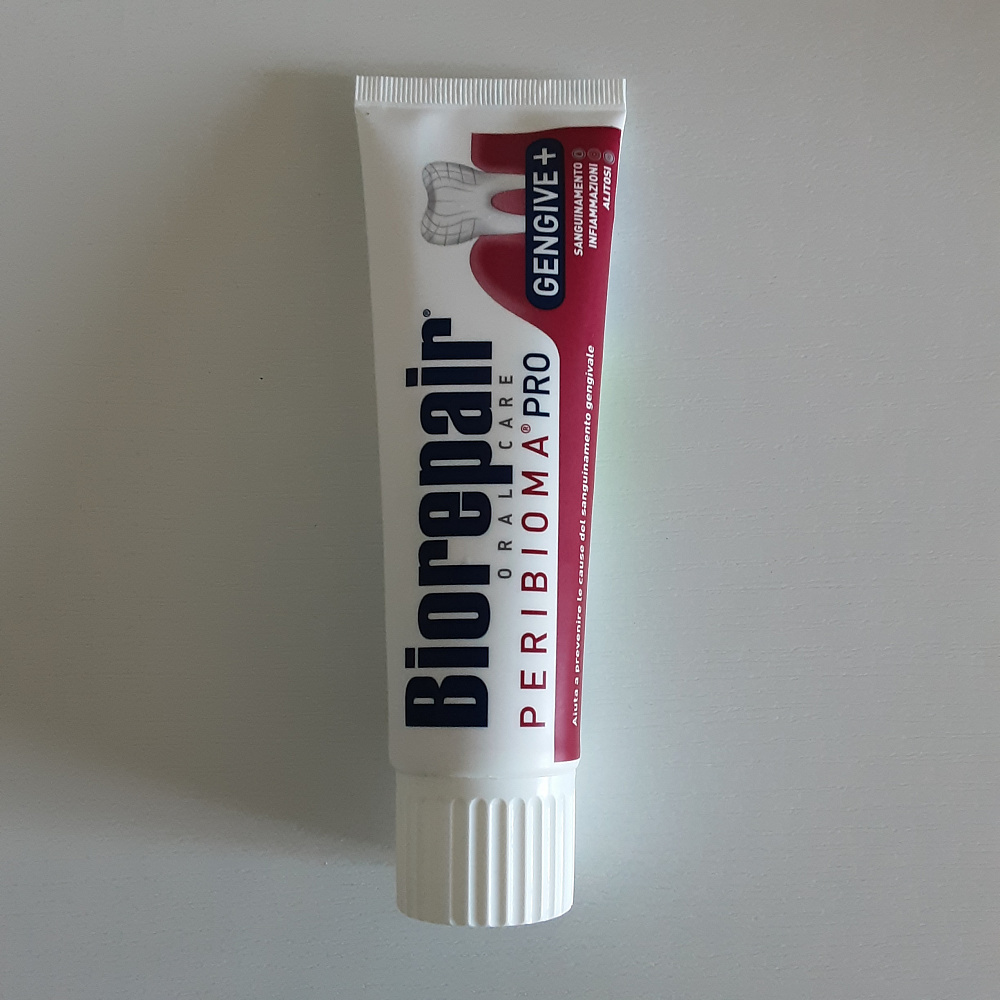 Biorepair®
ORAL CARE
PERIBIOMA® PRO
GENGIVE+
SANGUINAMENTO
INFIAMMAZIONI
ALITOSI
Aiuta a prevenire le cause del sanguinamento gengivale